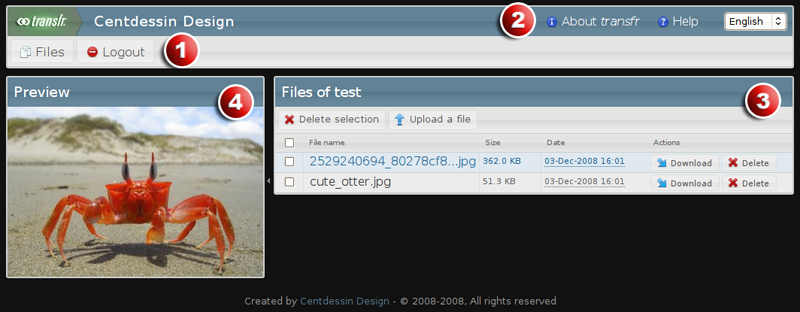 transfr. Centdessin Design 2 About transfr Help English
Files Logout 1
Preview 4
Files of test 3
Delete selection Upload a file
File name Size Date Actions
2529240694_80278cf8...jpg 362.0 KB 03-Dec-2008 16:01 Download Delete
cute_otter.jpg 51.3 KB 03-Dec-2008 16:01 Download Delete
Created by Centdessin Design - © 2008-2008, All rights reserved